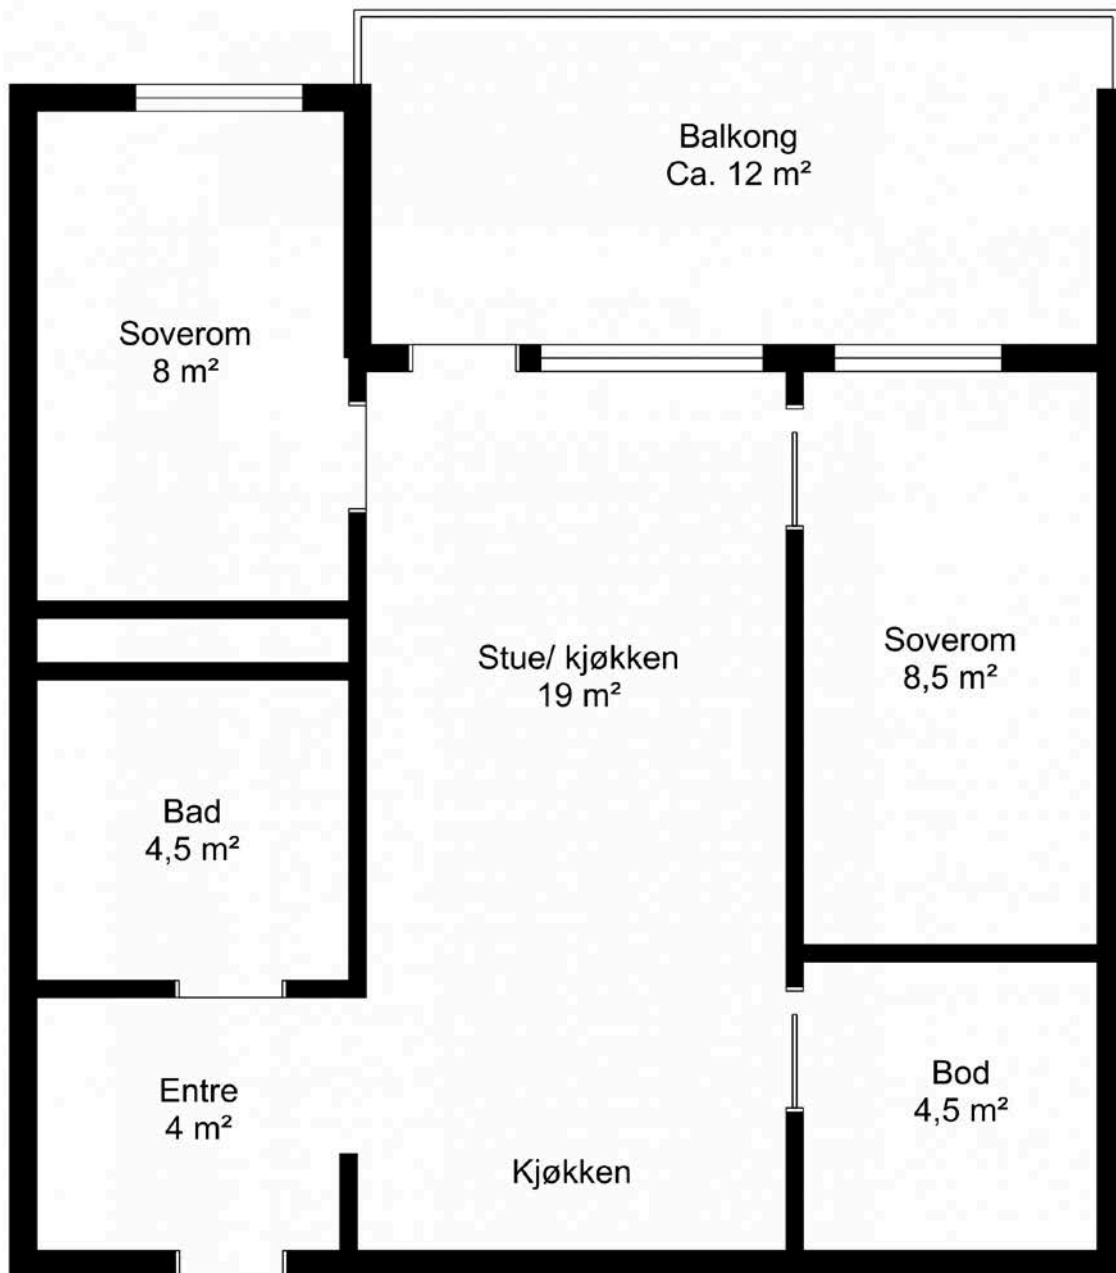 Balkong
Ca. 12 m²
Soverom
8 m²
Stue/ kjøkken
19 m²
Soverom
8,5 m²
Bad
4,5 m²
Entre
4 m²
Bod
4,5 m²
Kjøkken